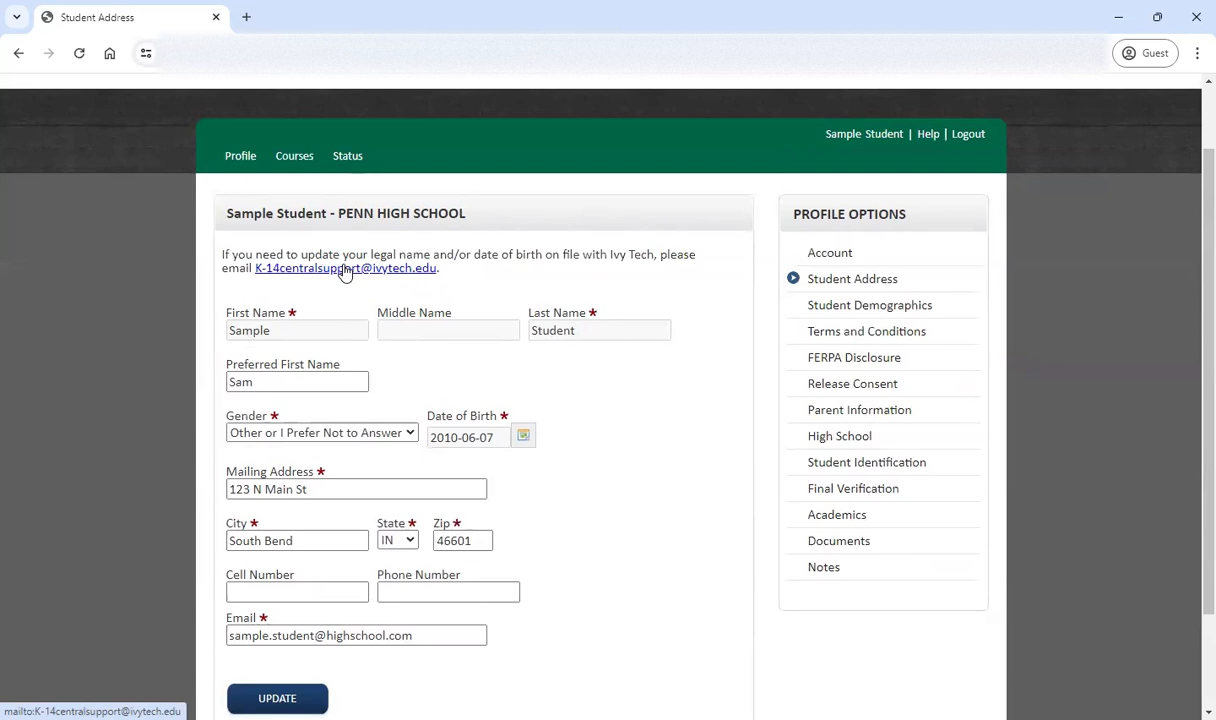 Student Address
Guest
Sample Student | Help | Logout
Profile Courses Status
Sample Student - PENN HIGH SCHOOL
If you need to update your legal name and/or date of birth on file with Ivy Tech, please
email K-14centralsupport@ivytech.edu.
First Name * Middle Name Last Name *
Sample Student
Preferred First Name
Sam
Gender * Date of Birth *
Other or I Prefer Not to Answer 2010-06-07
Mailing Address *
123 N Main St
City * State * Zip *
South Bend IN 46601
Cell Number Phone Number
Email *
sample.student@highschool.com
UPDATE
PROFILE OPTIONS
Account
Student Address
Student Demographics
Terms and Conditions
FERPA Disclosure
Release Consent
Parent Information
High School
Student Identification
Final Verification
Academics
Documents
Notes
mailto:K-14centralsupport@ivytech.edu